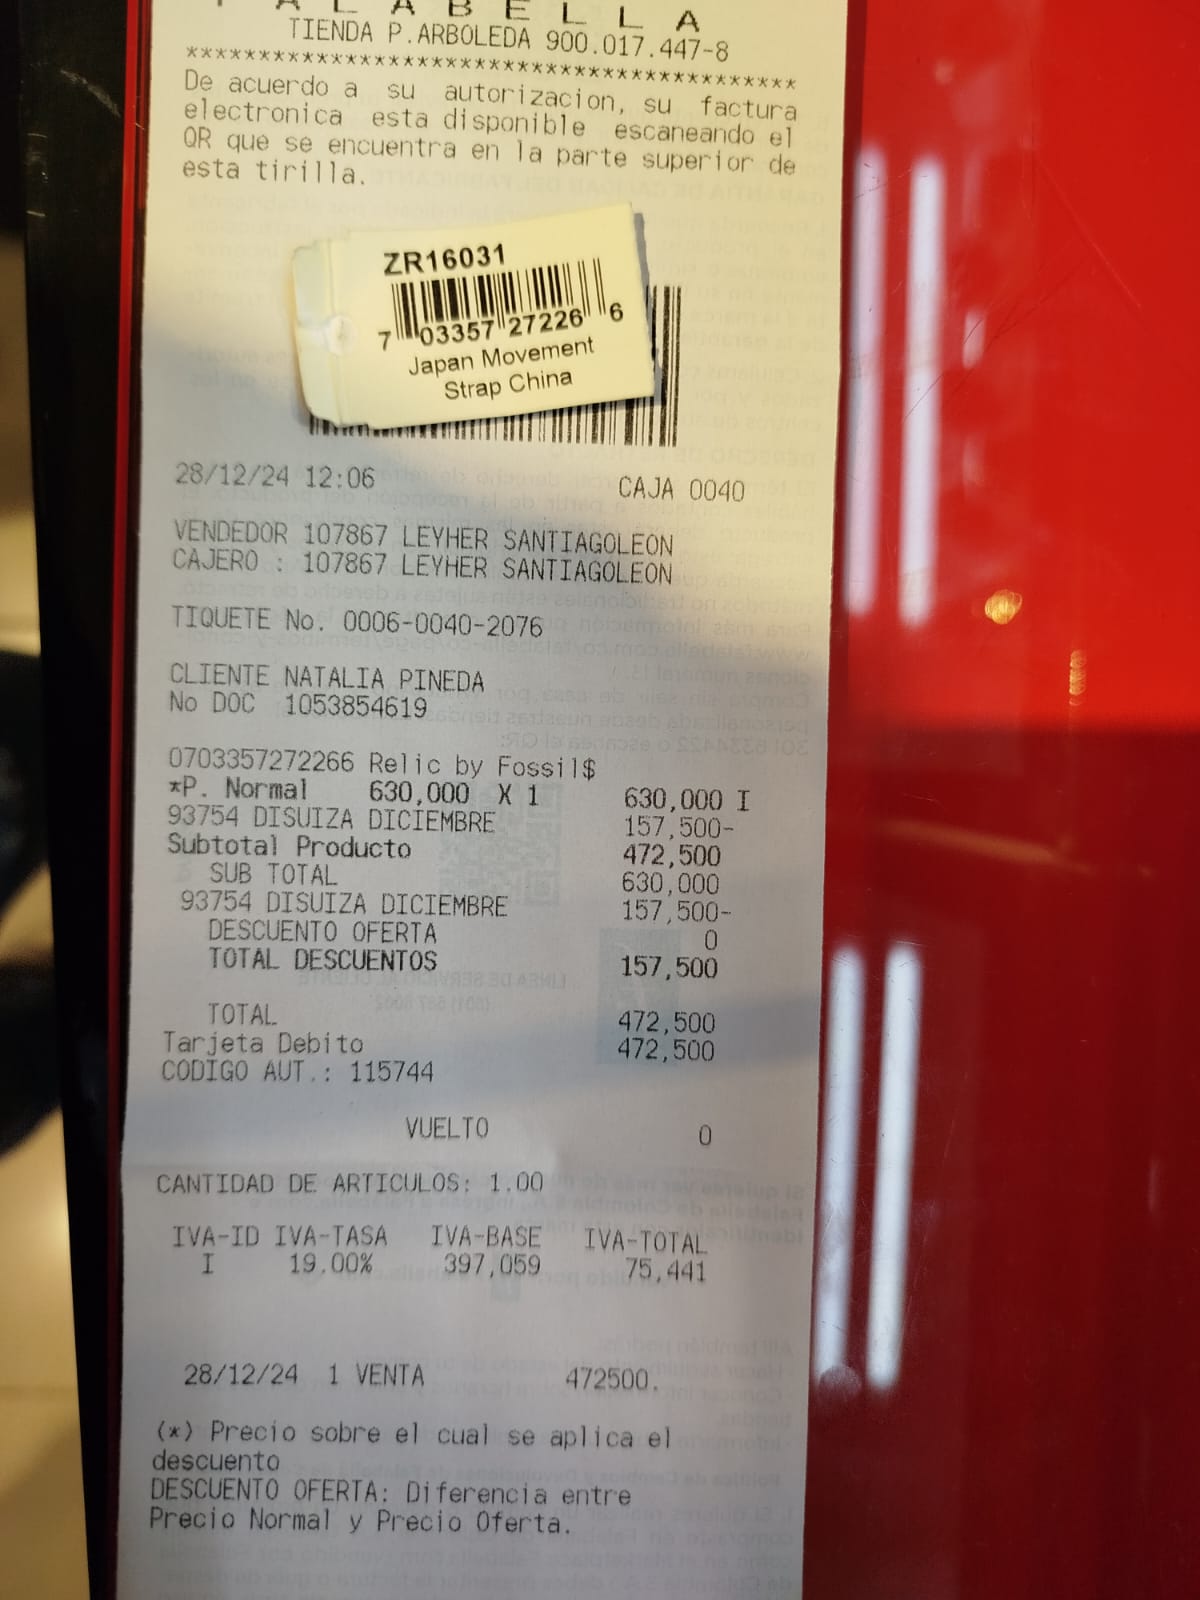 FALABELLA
TIENDA P.ARBOLEDA 900.017.447-8
******************************************
De acuerdo a su autorizacion, su factura
electronica esta disponible escaneando el
QR que se encuentra en la parte superior de
esta tirilla.
ZR16031
7 03357 27226 6
Japan Movement
Strap China
28/12/24 12:06 CAJA 0040
VENDEDOR 107867 LEYHER SANTIAGOLEON
CAJERO : 107867 LEYHER SANTIAGOLEON
TIQUETE No. 0006-0040-2076
CLIENTE NATALIA PINEDA
No DOC 1053854619
0703357272266 Relic by Fossil$
*P. Normal 630,000 X 1 630,000 I
93754 DISUIZA DICIEMBRE 157,500-
Subtotal Producto 472,500
SUB TOTAL 630,000
93754 DISUIZA DICIEMBRE 157,500-
DESCUENTO OFERTA 0
TOTAL DESCUENTOS 157,500
TOTAL 472,500
Tarjeta Debito 472,500
CODIGO AUT.: 115744
VUELTO 0
CANTIDAD DE ARTICULOS: 1.00
IVA-ID IVA-TASA IVA-BASE IVA-TOTAL
I 19.00% 397,059 75,441
28/12/24 1 VENTA 472500.
(*) Precio sobre el cual se aplica el
descuento
DESCUENTO OFERTA: Diferencia entre
Precio Normal y Precio Oferta.